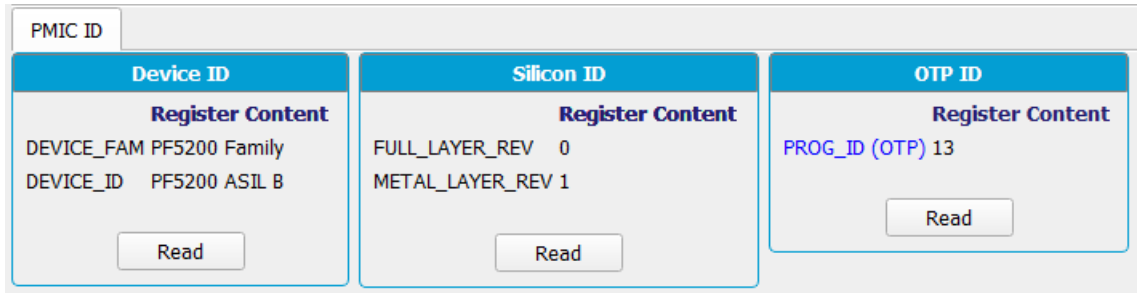 PMIC ID
Device ID
Register Content
DEVICE_FAM PF5200 Family
DEVICE_ID PF5200 ASIL B
Read
Silicon ID
Register Content
FULL_LAYER_REV 0
METAL_LAYER_REV 1
Read
OTP ID
Register Content
PROG_ID (OTP) 13
Read